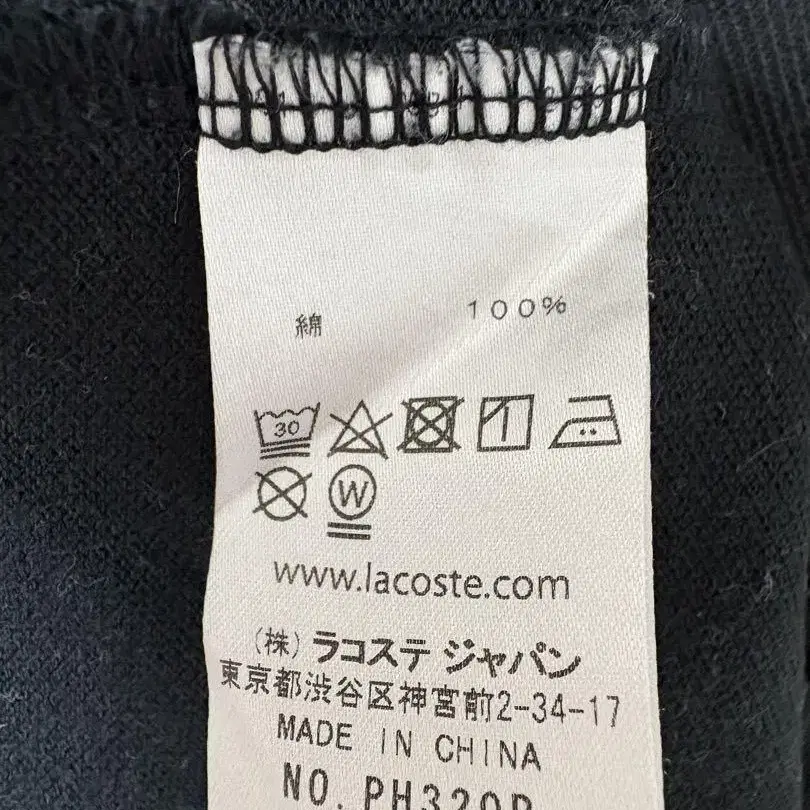 綿 100%
30
W
www.lacoste.com
(株) ラコステ ジャパン
東京都渋谷区神宮前2-34-17
MADE IN CHINA